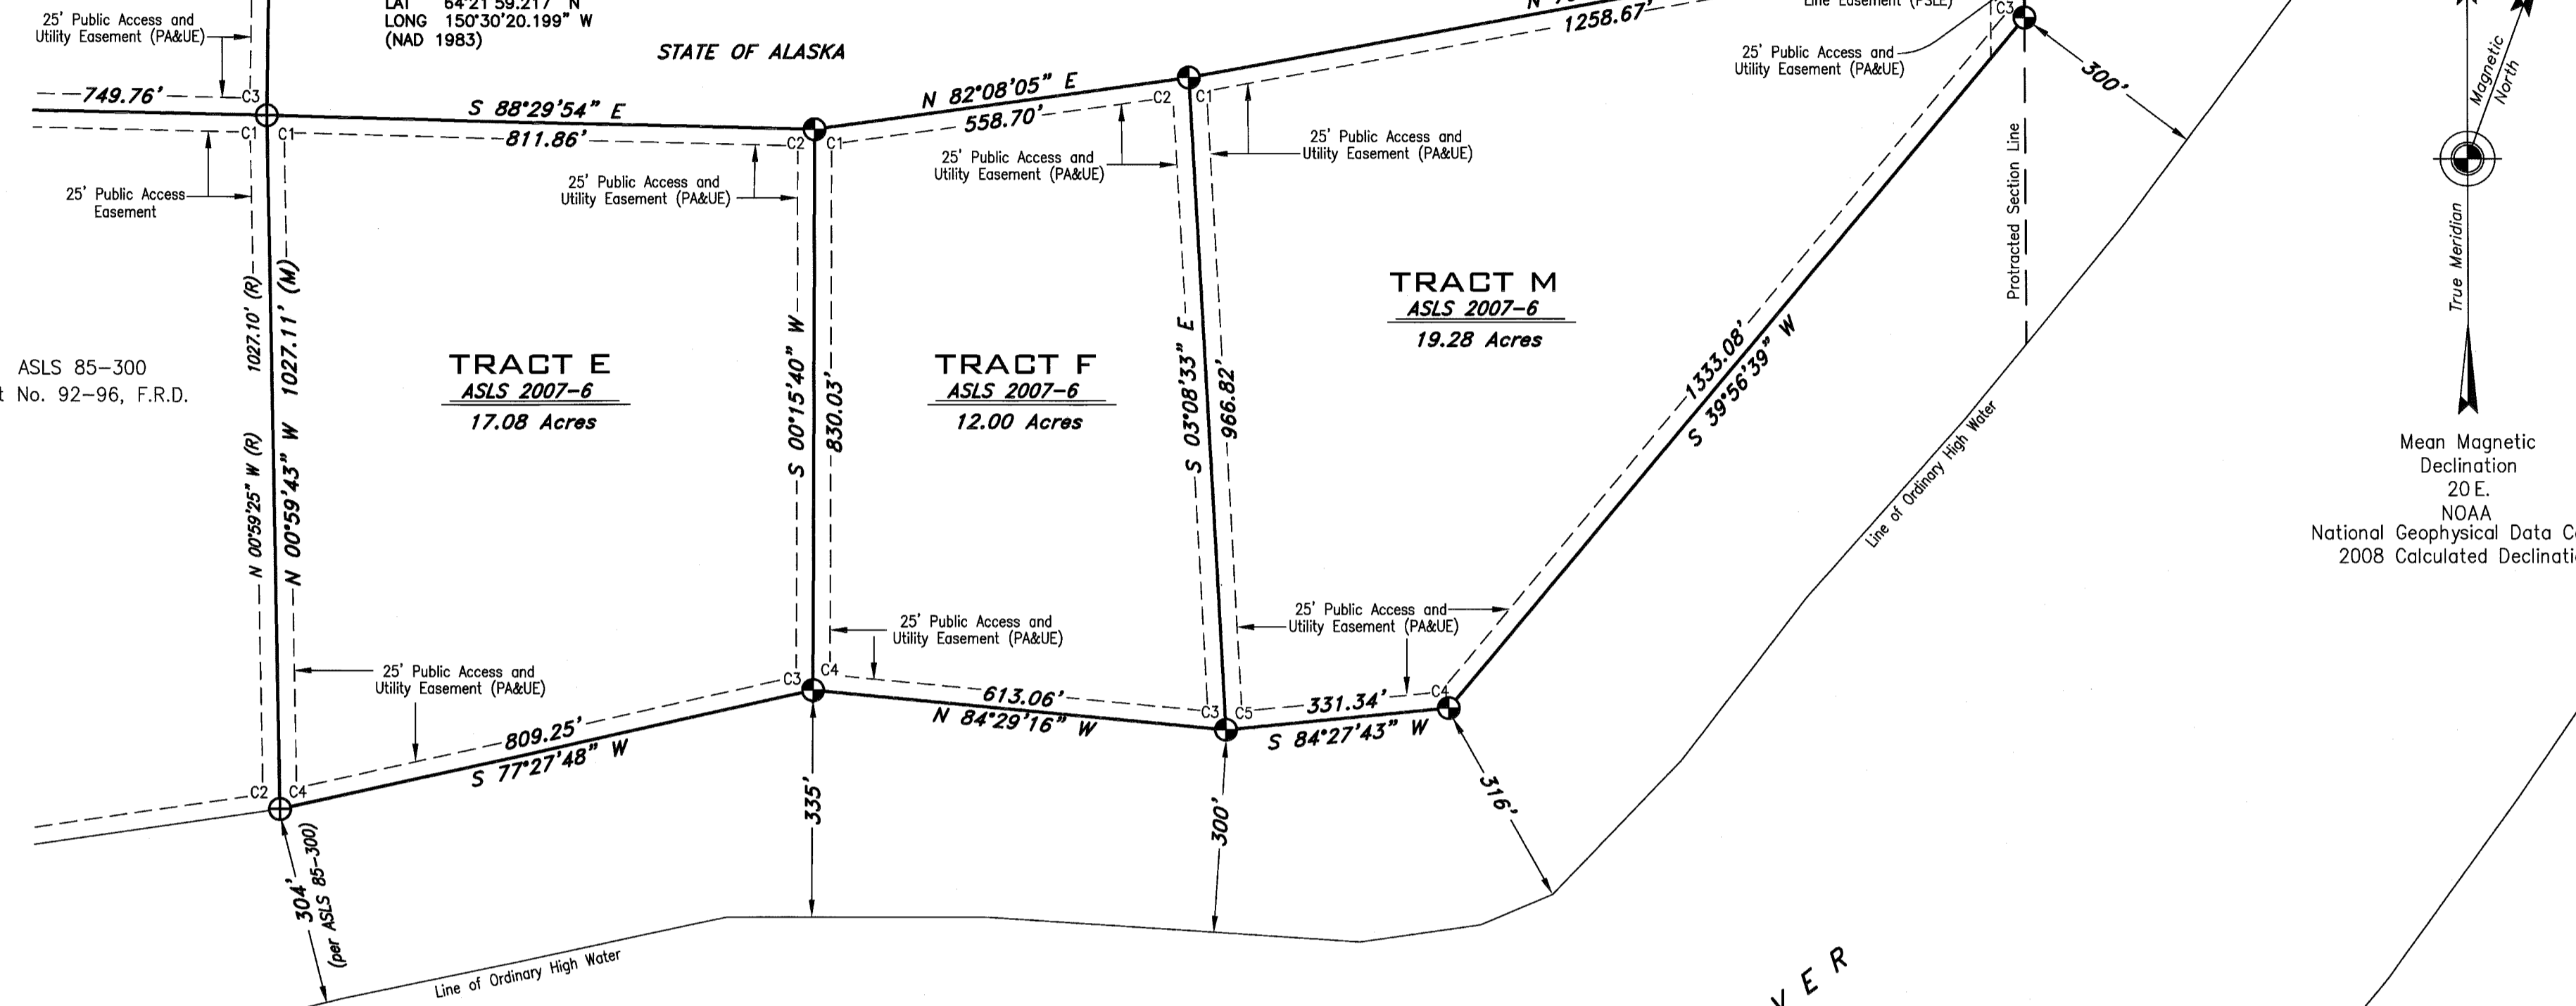 25' Public Access and
Utility Easement (PA&UE)
LAT 64°21'59.217" N
LONG 150°30'20.199" W
(NAD 1983)
STATE OF ALASKA
1258.67'
25' Public Access and
Utility Easement (PA&UE)
C3
300'
Magnetic
North
749.76'
C3
S 88°29'54" E
811.86'
N 82°08'05" E
558.70'
C1
C1
C2
C1
C2
C1
25' Public Access
Easement
25' Public Access and
Utility Easement (PA&UE)
25' Public Access and
Utility Easement (PA&UE)
25' Public Access and
Utility Easement (PA&UE)
Protracted Section Line
True Meridian
1027.10' (R)
N 00°59'25" W (R)
N 00°59'43" W 1027.11' (M)
ASLS 85-300
No. 92-96, F.R.D.
TRACT E
ASLS 2007-6
17.08 Acres
S 00°15'40" W
830.03'
TRACT F
ASLS 2007-6
12.00 Acres
S 03°08'33" E
966.82'
TRACT M
ASLS 2007-6
19.28 Acres
1333.08'
S 39°56'39" W
Line of Ordinary High Water
Mean Magnetic
Declination
20 E.
NOAA
National Geophysical Data
2008 Calculated
25' Public Access and
Utility Easement (PA&UE)
25' Public Access and
Utility Easement (PA&UE)
25' Public Access and
Utility Easement (PA&UE)
C3
C4
C3
C5
C4
C2
C4
809.25'
S 77°27'48" W
613.06'
N 84°29'16" W
331.34'
S 84°27'43" W
304'
(per ASLS 85-300)
335'
300'
316'
Line of Ordinary High Water
V E R